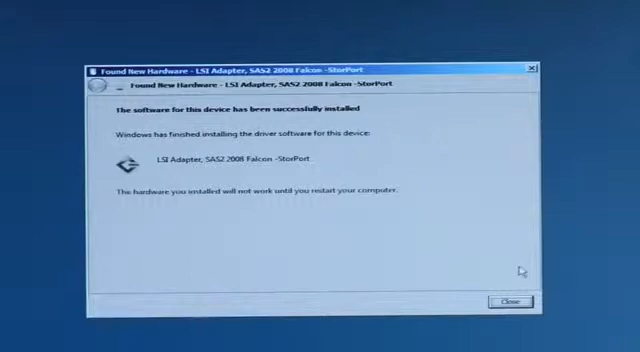 Found New Hardware - LSI Adapter, SAS2 2008 Falcon -StorPort
Found New Hardware - LSI Adapter, SAS2 2008 Falcon -StorPort
The software for this device has been successfully installed
Windows has finished installing the driver software for this device:
LSI Adapter, SAS2 2008 Falcon -StorPort
The hardware you installed will not work until you restart your computer.
Close